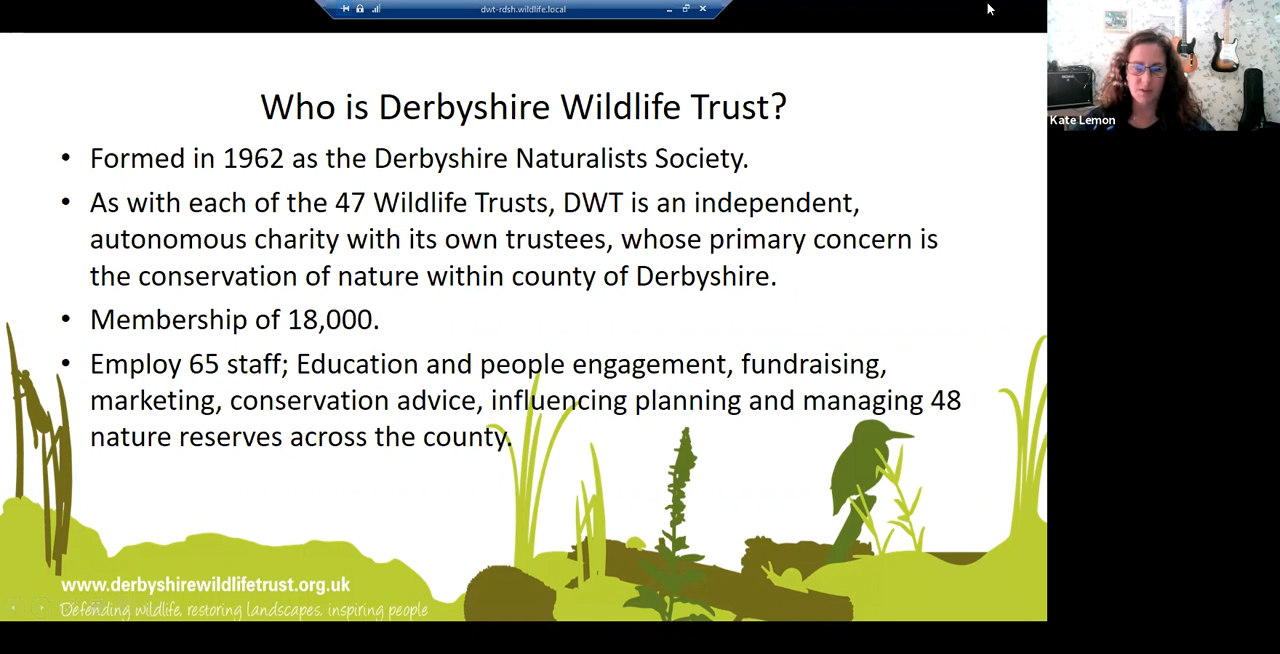 dwt-rdsh.wildlife.local
Who is Derbyshire Wildlife Trust?
• Formed in 1962 as the Derbyshire Naturalists Society.
• As with each of the 47 Wildlife Trusts, DWT is an independent,
autonomous charity with its own trustees, whose primary concern is
the conservation of nature within county of Derbyshire.
• Membership of 18,000.
• Employ 65 staff; Education and people engagement, fundraising,
marketing, conservation advice, influencing planning and managing 48
nature reserves across the county.
www.derbyshirewildlifetrust.org.uk
Defending wildlife, restoring landscapes, inspiring people
Kate Lemon